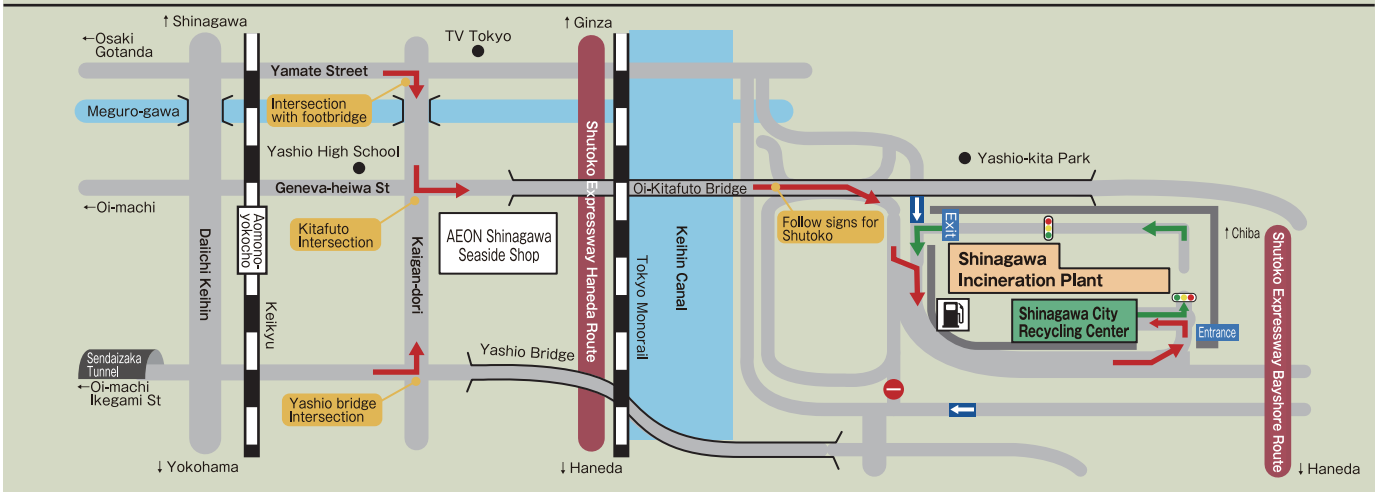 ↑Shinagawa
↑Ginza
←Osaki
Gotanda
TV Tokyo
Yamate Street
Intersection
with footbridge
Meguro-gawa
Yashio High School
Geneva-heiwa St
←Oi-machi
Oi-Kitafuto Bridge
Yashio-kita Park
Follow signs for
Shutoko
Kitafuto
Intersection
AEON Shinagawa
Seaside Shop
Aomono-
yokocho
Daiichi Keihin
Keikyu
Kaigan-dori
Shutoko Expressway Haneda Route
Tokyo Monorail
Keihin Canal
Exit
Shinagawa
Incineration Plant
Shinagawa City
Recycling Center
Entrance
↑Chiba
Shutoko Expressway Bayshore Route
Sendaizaka
Tunnel
←Oi-machi
Ikegami St
Yashio Bridge
Yashio bridge
Intersection
↓Yokohama
↓Haneda
↓Haneda